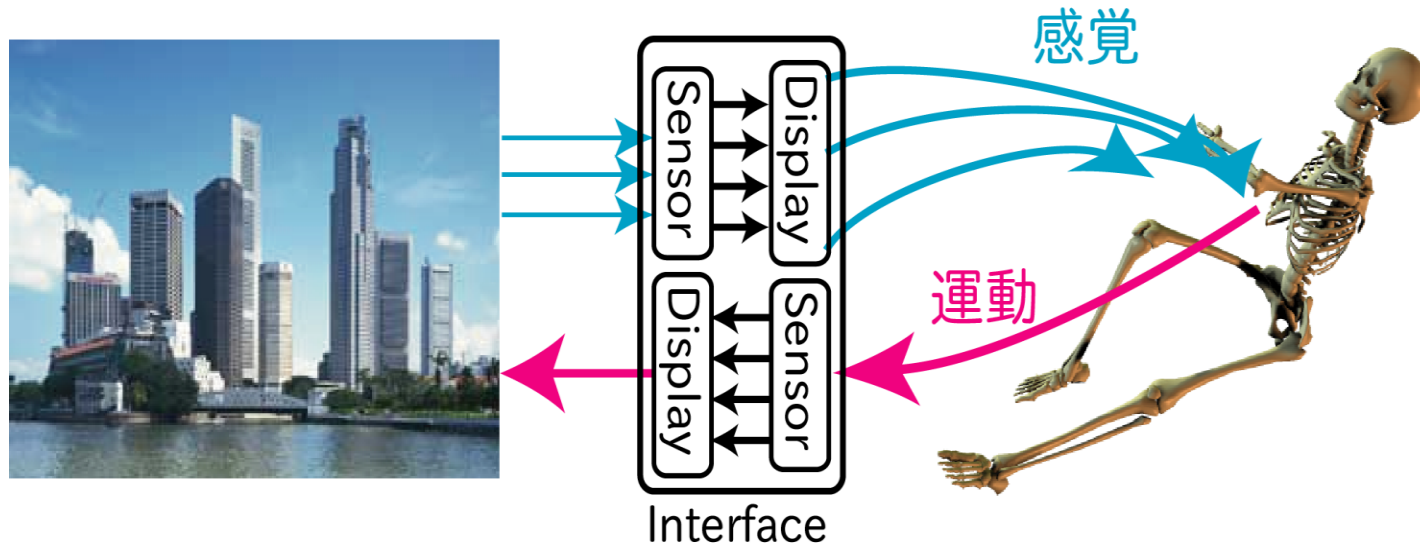 感覚
Sensor
Display
運動
Display
Sensor
Interface